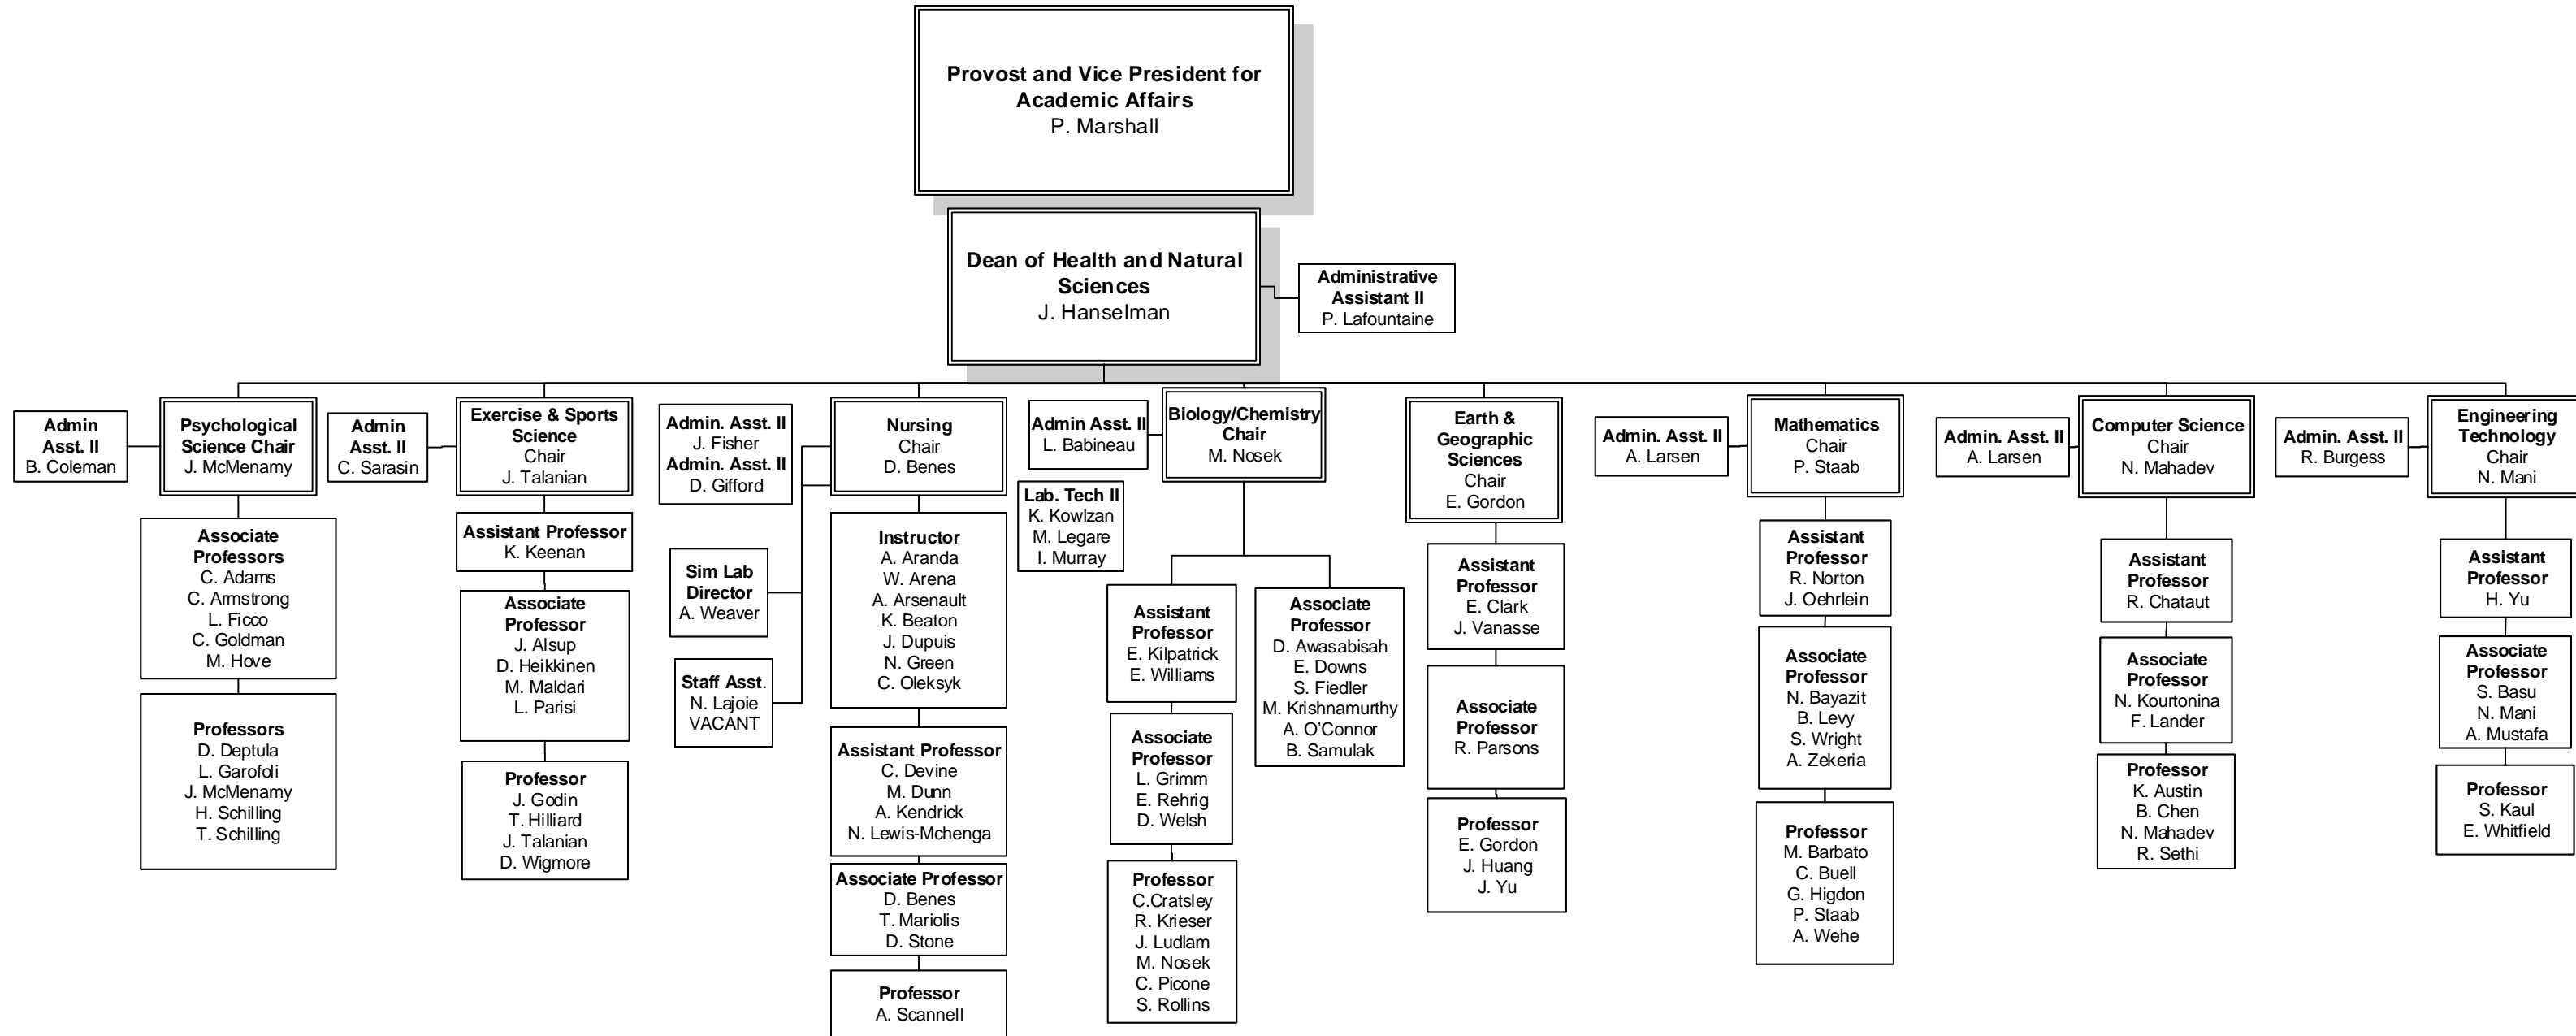 Provost and Vice President for
Academic Affairs
P. Marshall
Dean of Health and Natural
Sciences
J. Hanselman
Administrative
Assistant II
P. Lafountaine
Admin
Asst. II
B. Coleman
Psychological
Science Chair
J. McMenamy
Associate
Professors
C. Adams
C. Armstrong
L. Ficco
C. Goldman
M. Hove
Professors
D. Deptula
L. Garofoli
J. McMenamy
H. Schilling
T. Schilling
Admin
Asst. II
C. Sarasin
Exercise & Sports
Science
Chair
J. Talanian
Assistant Professor
K. Keenan
Associate
Professor
J. Alsup
D. Heikkinen
M. Maldari
L. Parisi
Professor
J. Godin
T. Hilliard
J. Talanian
D. Wigmore
Admin. Asst. II
J. Fisher
Admin. Asst. II
D. Gifford
Sim Lab
Director
A. Weaver
Staff Asst.
N. Lajoie
VACANT
Nursing
Chair
D. Benes
Instructor
A. Aranda
W. Arena
A. Arsenault
K. Beaton
J. Dupuis
N. Green
C. Oleksyk
Assistant Professor
C. Devine
M. Dunn
A. Kendrick
N. Lewis-Mchenga
Associate Professor
D. Benes
T. Mariolis
D. Stone
Professor
A. Scannell
Admin Asst. II
L. Babineau
Lab. Tech II
K. Kowlzan
M. Legare
I. Murray
Biology/Chemistry
Chair
M. Nosek
Assistant
Professor
E. Kilpatrick
E. Williams
Associate
Professor
L. Grimm
E. Rehrig
D. Welsh
Professor
C.Cratsley
R. Krieser
J. Ludlam
M. Nosek
C. Picone
S. Rollins
Associate
Professor
D. Awasabisah
E. Downs
S. Fiedler
M. Krishnamurthy
A. O’Connor
B. Samulak
Earth &
Geographic
Sciences
Chair
E. Gordon
Assistant
Professor
E. Clark
J. Vanasse
Associate
Professor
R. Parsons
Professor
E. Gordon
J. Huang
J. Yu
Admin. Asst. II
A. Larsen
Mathematics
Chair
P. Staab
Assistant
Professor
R. Norton
J. Oehrlein
Associate
Professor
N. Bayazit
B. Levy
S. Wright
A. Zekeria
Professor
M. Barbato
C. Buell
G. Higdon
P. Staab
A. Wehe
Admin. Asst. II
A. Larsen
Computer Science
Chair
N. Mahadev
Assistant
Professor
R. Chataut
Associate
Professor
N. Kourtonina
F. Lander
Professor
K. Austin
B. Chen
N. Mahadev
R. Sethi
Admin. Asst. II
R. Burgess
Engineering
Technology
Chair
N. Mani
Assistant
Professor
H. Yu
Associate
Professor
S. Basu
N. Mani
A. Mustafa
Professor
S. Kaul
E. Whitfield